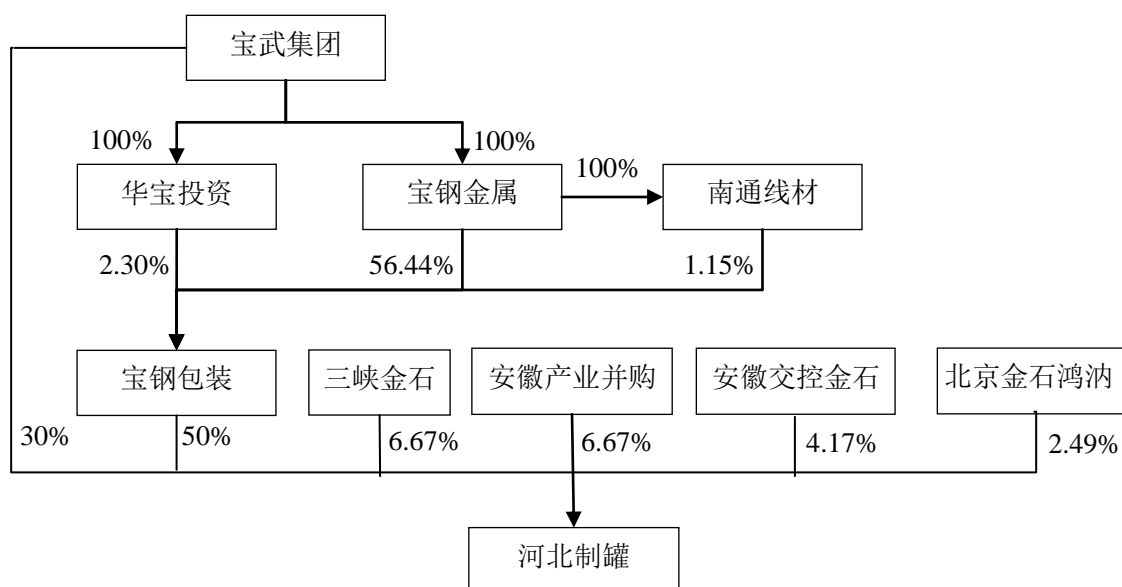 宝武集团
100%
100%
华宝投资
宝钢金属
100%
南通线材
2.30%
56.44%
1.15%
宝钢包装
三峡金石
安徽产业并购
安徽交控金石
北京金石鸿汭
30%
50%
6.67%
6.67%
4.17%
2.49%
河北制罐